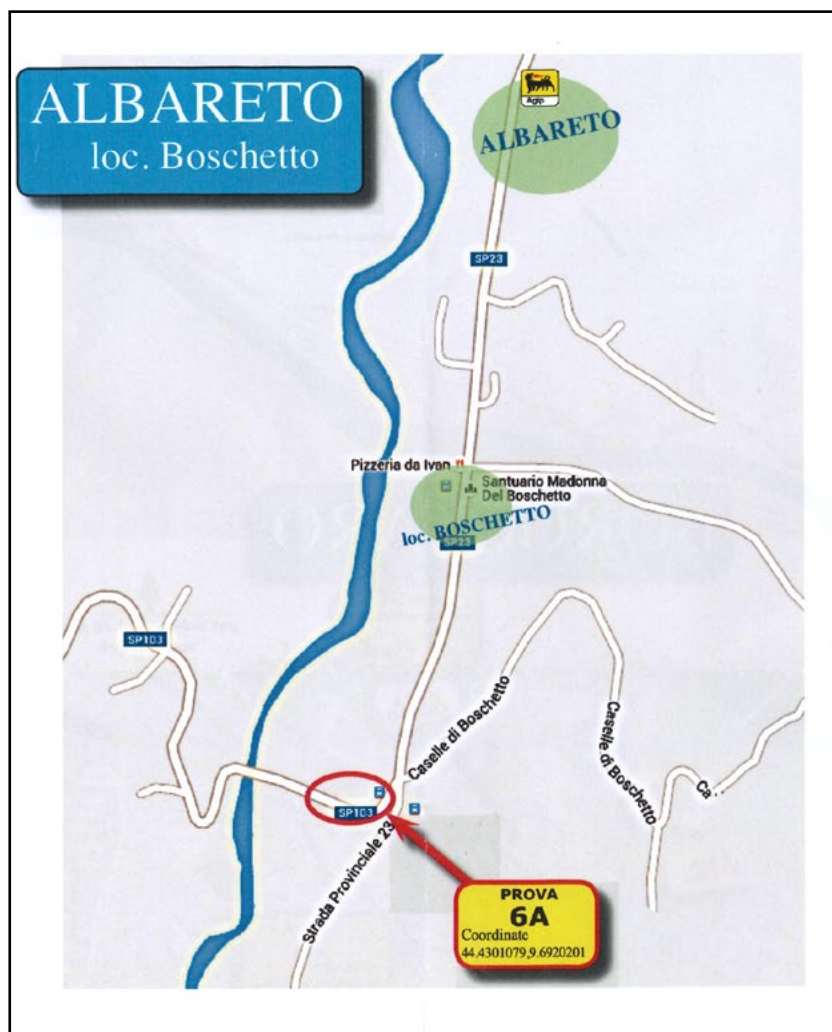 ALBARETO
loc. Boschetto
Agip
ALBARETO
SP23
Pizzeria da Ivan
Santuario Madonna
Del Boschetto
loc. BOSCHETTO
SP23
SP103
Caselle di Boschetto
Caselle di Boschetto
Ca
SP103
Strada Provinciale 23
PROVA
6A
Coordinate
44.4301079,9.6920201